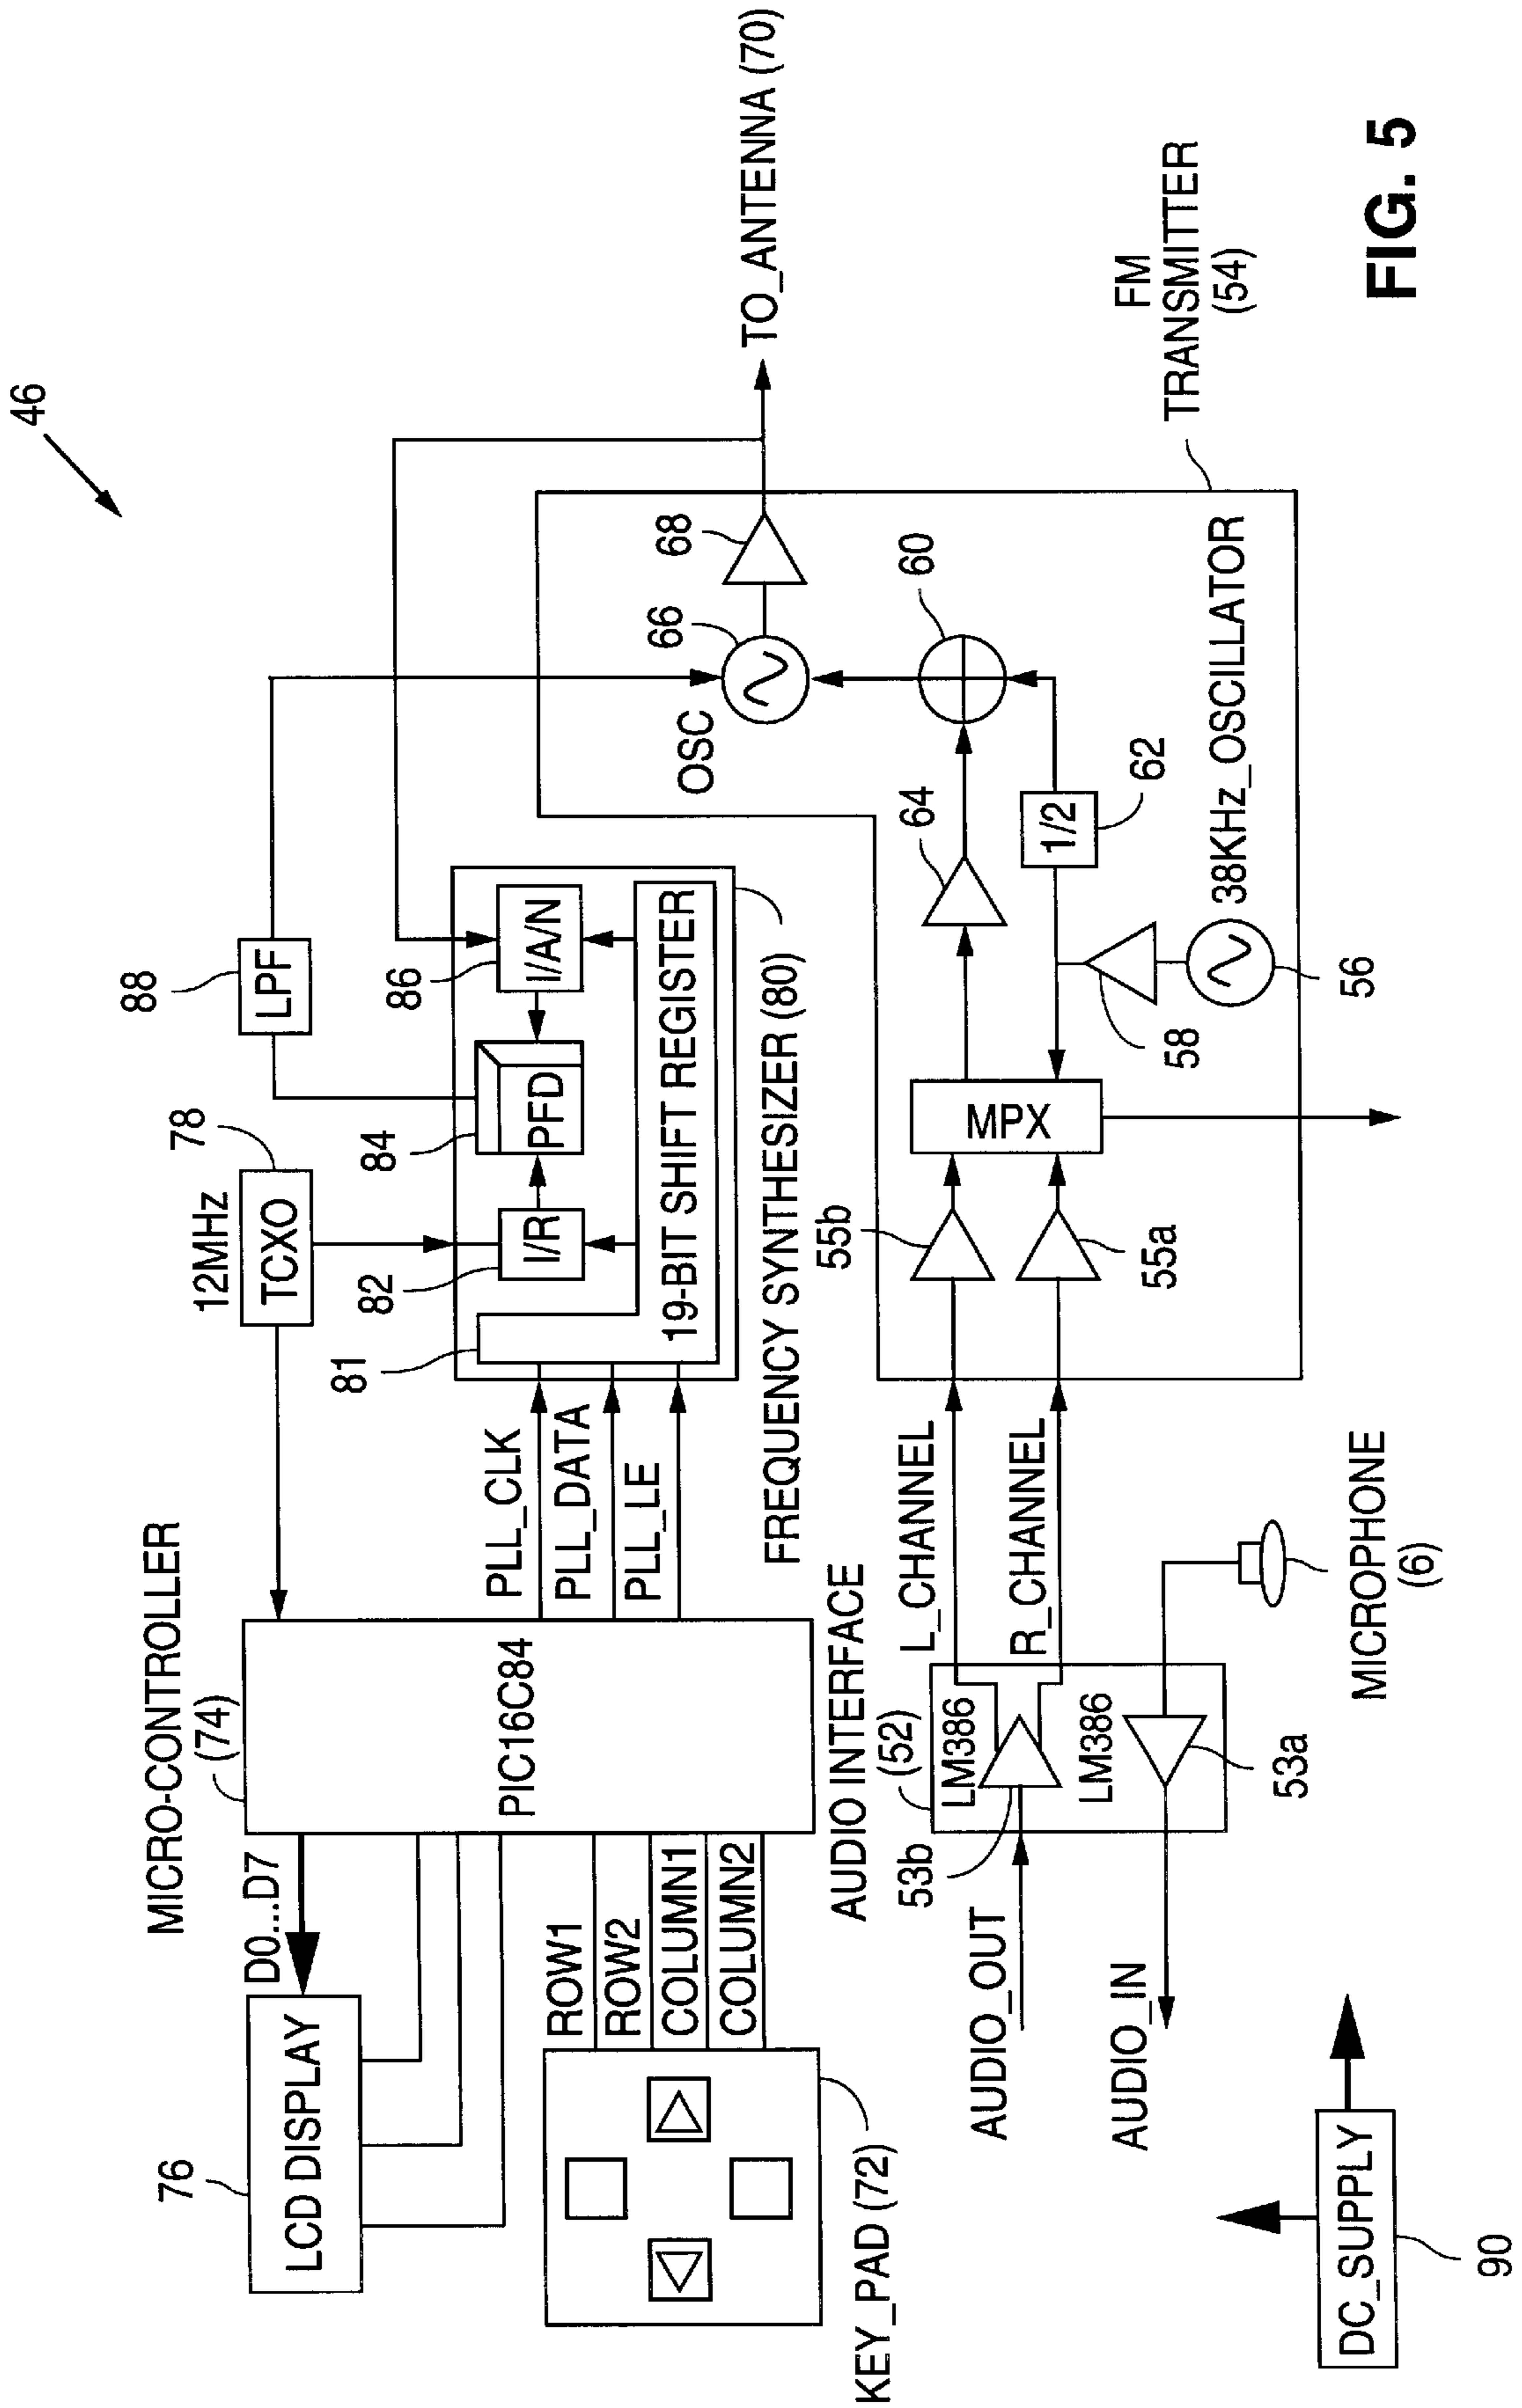 46
MICRO-CONTROLLER
(74)
12MHz
78
TCXO
88
LPF
76
LCD DISPLAY
D0...D7
PIC16C84
PLL_CLK
PLL_DATA
PLL_LE
81
82
I/R
84
PFD
86
I/A/N
19-BIT SHIFT REGISTER
FREQUENCY SYNTHESIZER (80)
ROW1
ROW2
COLUMN1
COLUMN2
KEY_PAD (72)
OSC
66
68
TO_ANTENNA (70)
AUDIO INTERFACE
(52)
LM386
53b
LM386
53a
AUDIO_OUT
AUDIO_IN
L_CHANNEL
R_CHANNEL
MICROPHONE
(6)
55b
55a
MPX
64
60
1/2
62
58
38KHz_OSCILLATOR
56
FM
TRANSMITTER
(54)
DC_SUPPLY
90
FIG. 5